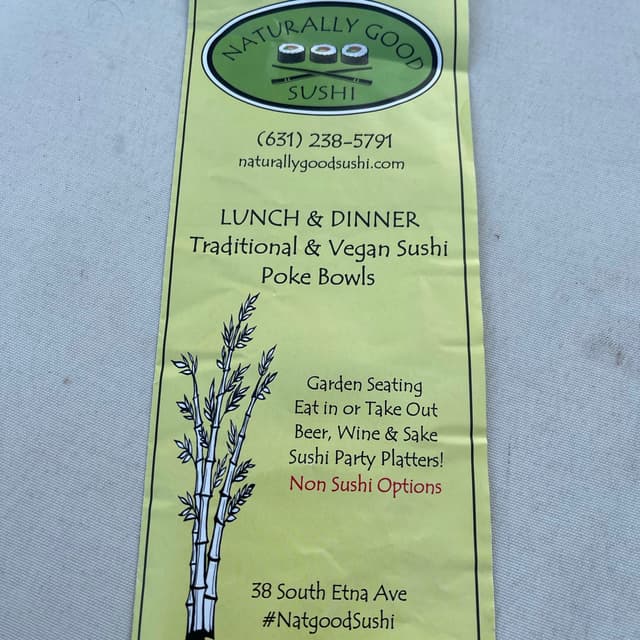 NATURALLY GOOD
SUSHI
(631) 238-5791
naturallygoodsushi.com
LUNCH & DINNER
Traditional & Vegan Sushi
Poke Bowls
Garden Seating
Eat in or Take Out
Beer, Wine & Sake
Sushi Party Platters!
Non Sushi Options
38 South Etna Ave
#NatgoodSushi